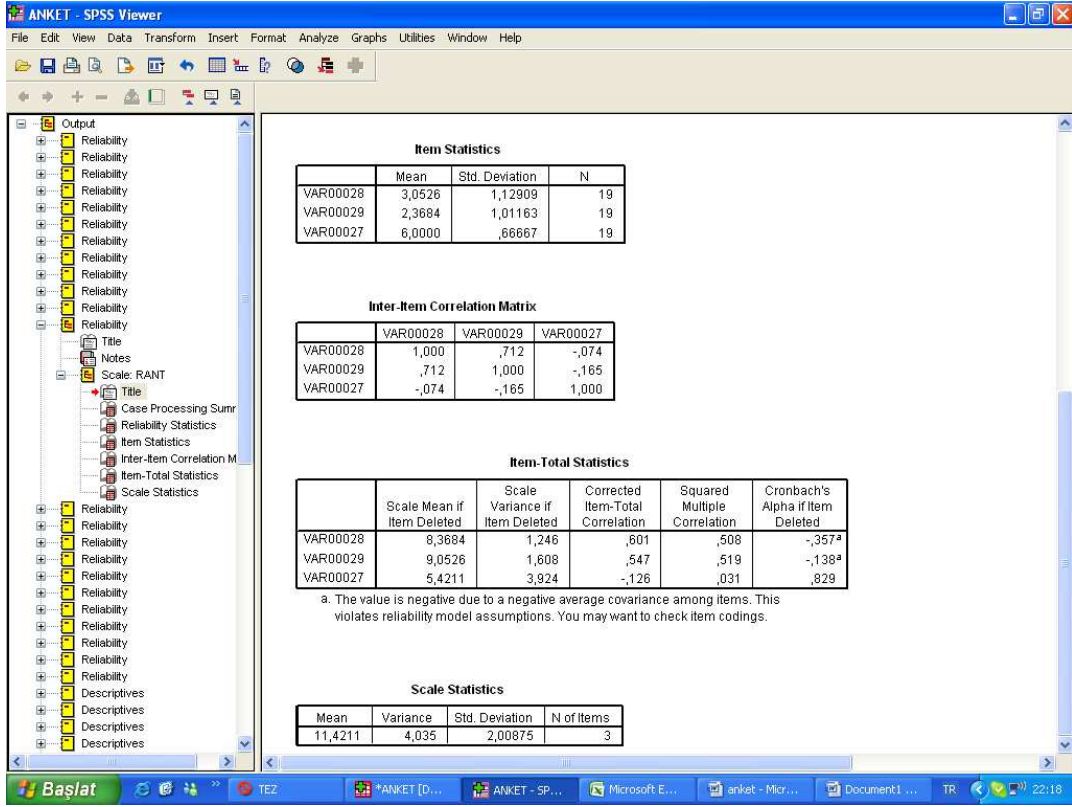 ANKET - SPSS Viewer
File Edit View Data Transform Insert Format Analyze Graphs Utilities Window Help
Output
Reliability
Reliability
Reliability
Reliability
Reliability
Reliability
Reliability
Reliability
Reliability
Reliability
Reliability
Reliability
Title
Notes
Scale: RANT
Title
Case Processing Sumr
Reliability Statistics
Item Statistics
Inter-Item Correlation M
Item-Total Statistics
Scale Statistics
Reliability
Reliability
Reliability
Reliability
Reliability
Reliability
Reliability
Reliability
Reliability
Reliability
Reliability
Descriptives
Descriptives
Descriptives
Descriptives
Item Statistics
Mean Std. Deviation N
VAR00028 3,0526 1,12909 19
VAR00029 2,3684 1,01163 19
VAR00027 6,0000 ,66667 19
Inter-Item Correlation Matrix
VAR00028 VAR00029 VAR00027
VAR00028 1,000 ,712 -,074
VAR00029 ,712 1,000 -,165
VAR00027 -,074 -,165 1,000
Item-Total Statistics
Scale Mean if Item Deleted Scale Variance if Item Deleted Corrected Item-Total Correlation Squared Multiple Correlation Cronbach's Alpha if Item Deleted
VAR00028 8,3684 1,246 ,601 ,508 -,357a
VAR00029 9,0526 1,608 ,547 ,519 -,138a
VAR00027 5,4211 3,924 -,126 ,031 ,829
a. The value is negative due to a negative average covariance among items. This
violates reliability model assumptions. You may want to check item codings.
Scale Statistics
Mean Variance Std. Deviation N of Items
11,4211 4,035 2,00875 3
Başlat TEZ *ANKET [D... ANKET - SP... Microsoft E... anket - Micr... Document1 ... TR 22:18